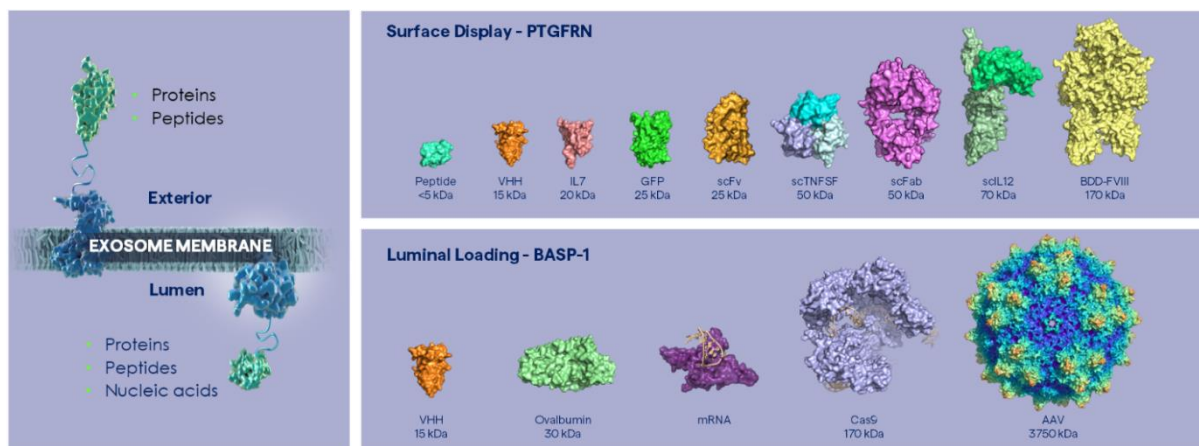 Proteins
Peptides
Exterior
EXOSOME MEMBRANE
Lumen
Proteins
Peptides
Nucleic acids
Surface Display - PTGFRN
Peptide
<5 kDa
VHH
15 kDa
IL7
20 kDa
GFP
25 kDa
scFv
25 kDa
scTNFSF
50 kDa
scFab
50 kDa
scIL12
70 kDa
BDD-FVIII
170 kDa
Luminal Loading - BASP-1
VHH
15 kDa
Ovalbumin
30 kDa
mRNA
Cas9
170 kDa
AAV
3750 kDa